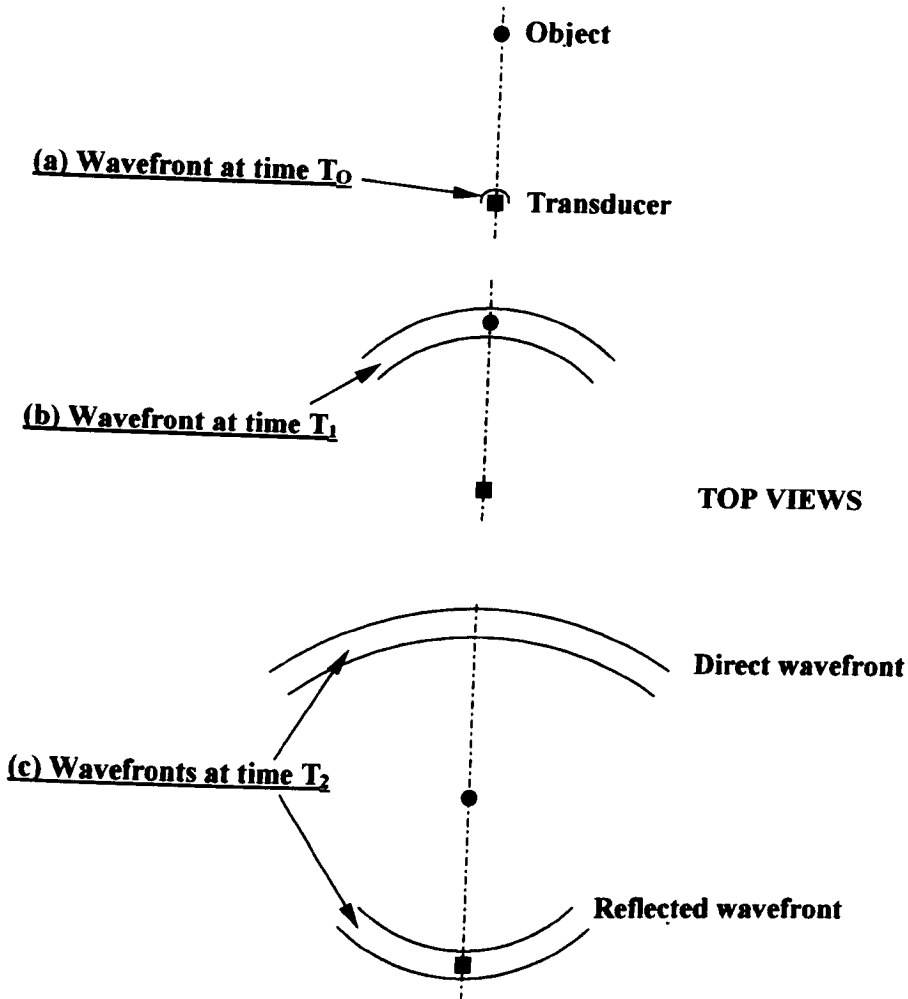 Object
(a) Wavefront at time TO
Transducer
(b) Wavefront at time T1
TOP VIEWS
Direct wavefront
(c) Wavefronts at time T2
Reflected wavefront